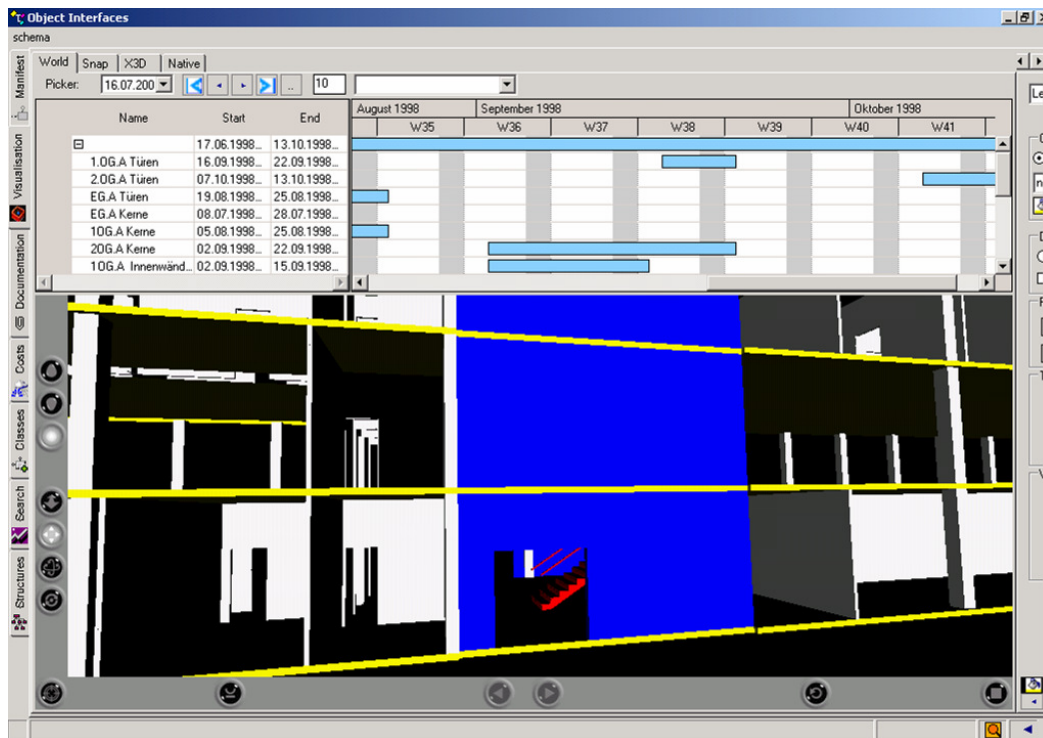 Object Interfaces
schema
World Snap X3D Native
Picker: 16.07.200 .. 10
Name Start End
August 1998 September 1998 Oktober 1998
W35 W36 W37 W38 W39 W40 W41
17.06.1998... 13.10.1998...
1.OG.A Türen 16.09.1998... 22.09.1998...
2.OG.A Türen 07.10.1998... 13.10.1998...
EG.A Türen 19.08.1998... 25.08.1998...
EG.A Kerne 08.07.1998... 28.07.1998...
1OG.A Kerne 05.08.1998... 25.08.1998...
2OG.A Kerne 02.09.1998... 22.09.1998...
1OG.A Innenwänd... 02.09.1998... 15.09.1998...
Manifest
Visualisation
Documentation
Costs
Classes
Search
Structures
Le